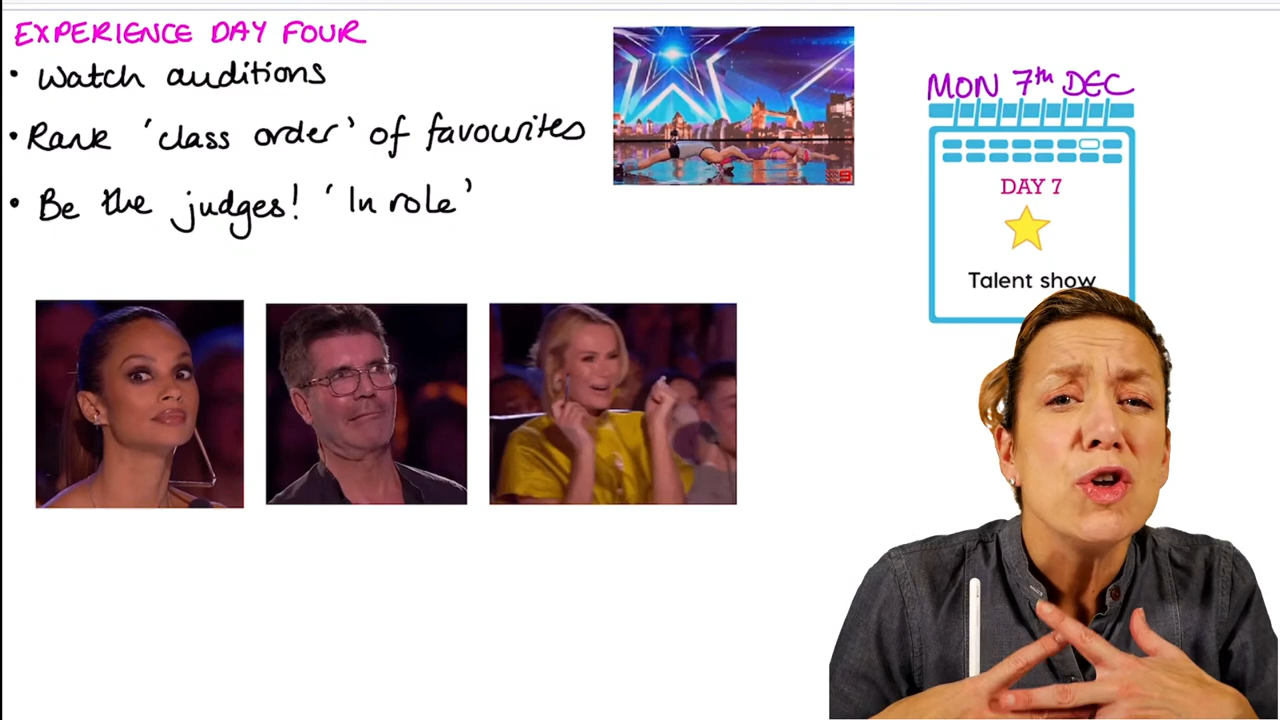 EXPERIENCE DAY FOUR
• Watch auditions
• Rank 'class order' of favourites
• Be the judges! 'In role'
MON 7th DEC
DAY 7
Talent show